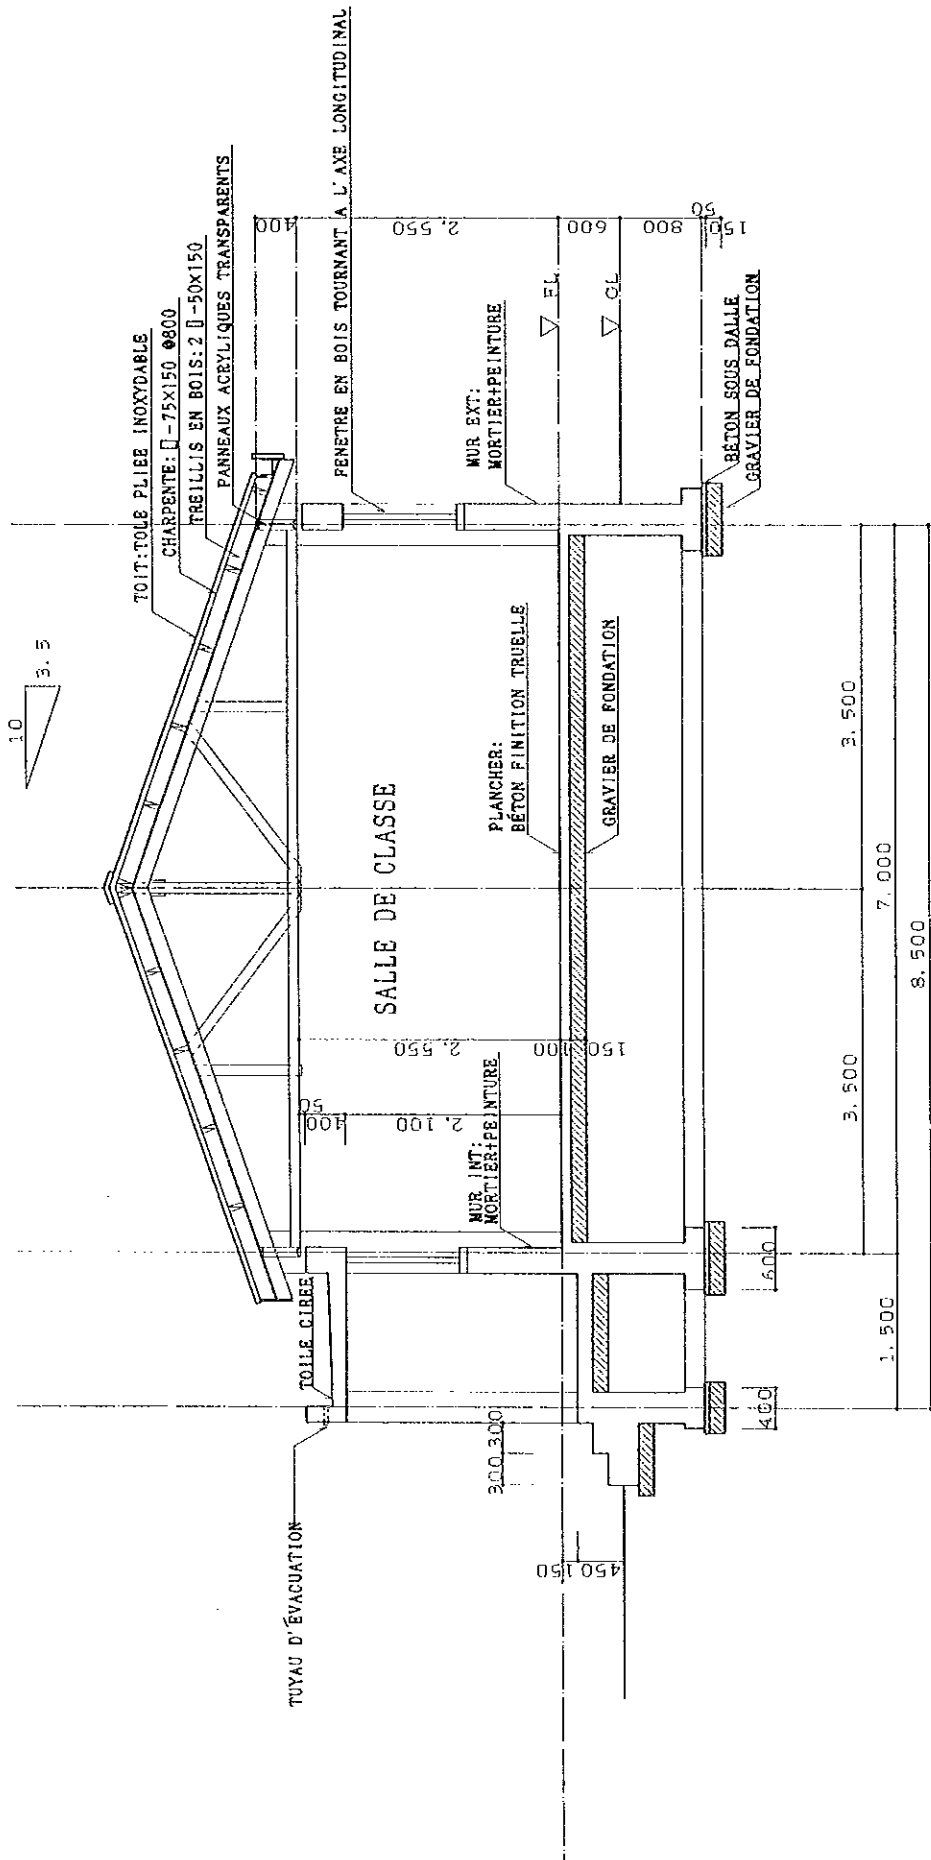 10
3.5
TOIT:TOLE PLIEE INOXYDABLE
CHARPENTE: ▯-75X150 @800
TREILLIS EN BOIS:2 ▯-50X150
PANNEAUX ACRYLIQUES TRANSPARENTS
FENETRE EN BOIS TOURNANT A L'AXE LONGITUDINAL
400
2,550
600
800
50
150
MUR EXT:
MORTIER+PEINTURE
FL
GL
BÉTON SOUS DALLE
GRAVIER DE FONDATION
SALLE DE CLASSE
PLANCHER:
BÉTON FINITION TRUELLE
GRAVIER DE FONDATION
2,550
100
150
50
400
2,100
MUR INT:
MORTIER+PEINTURE
TOILE CIREE
TUYAU D'ÉVACUATION
300
300
150
450
400
600
3.500
3.500
1.500
7.000
8.500